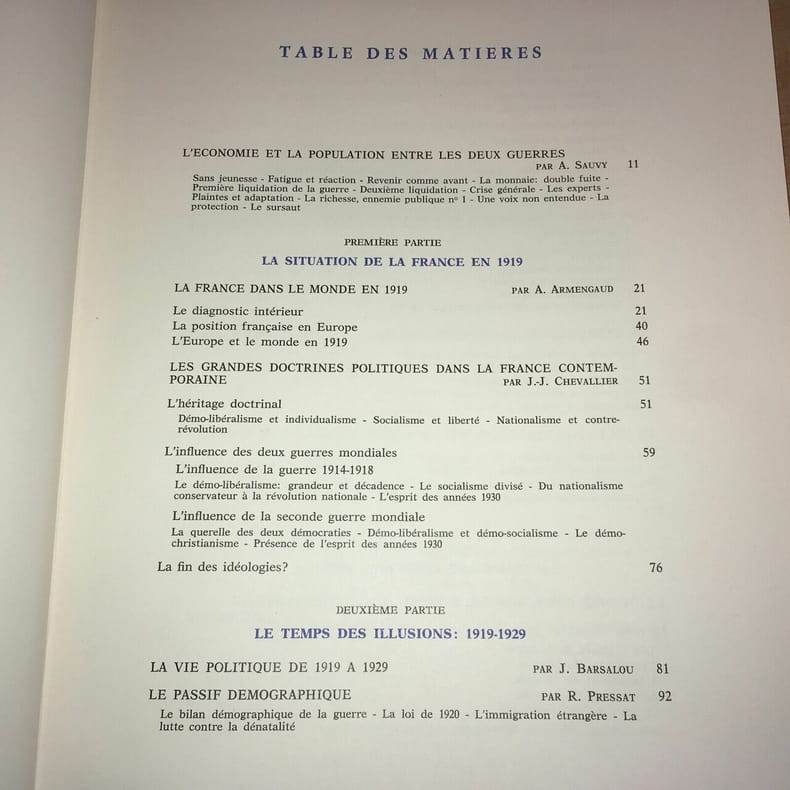 TABLE DES MATIERES
L'ECONOMIE ET LA POPULATION ENTRE LES DEUX GUERRES
PAR A. SAUVY 11
Sans jeunesse - Fatigue et réaction - Revenir comme avant - La monnaie: double fuite -
Première liquidation de la guerre - Deuxième liquidation - Crise générale - Les experts -
Plaintes et adaptation - La richesse, ennemie publique nº 1 - Une voix non entendue - La
protection - Le sursaut
PREMIÈRE PARTIE
LA SITUATION DE LA FRANCE EN 1919
LA FRANCE DANS LE MONDE EN 1919 PAR A. ARMENGAUD 21
Le diagnostic intérieur 21
La position française en Europe 40
L'Europe et le monde en 1919 46
LES GRANDES DOCTRINES POLITIQUES DANS LA FRANCE CONTEM-
PORAINE PAR J.-J. CHEVALLIER 51
L'héritage doctrinal 51
Démo-libéralisme et individualisme - Socialisme et liberté - Nationalisme et contre-
révolution
L'influence des deux guerres mondiales 59
L'influence de la guerre 1914-1918
Le démo-libéralisme: grandeur et décadence - Le socialisme divisé - Du nationalisme
conservateur à la révolution nationale - L'esprit des années 1930
L'influence de la seconde guerre mondiale
La querelle des deux démocraties - Démo-libéralisme et démo-socialisme - Le démo-
christianisme - Présence de l'esprit des années 1930
La fin des idéologies? 76
DEUXIÈME PARTIE
LE TEMPS DES ILLUSIONS: 1919-1929
LA VIE POLITIQUE DE 1919 A 1929 PAR J. BARSALOU 81
LE PASSIF DEMOGRAPHIQUE PAR R. PRESSAT 92
Le bilan démographique de la guerre - La loi de 1920 - L'immigration étrangère - La
lutte contre la dénatalité